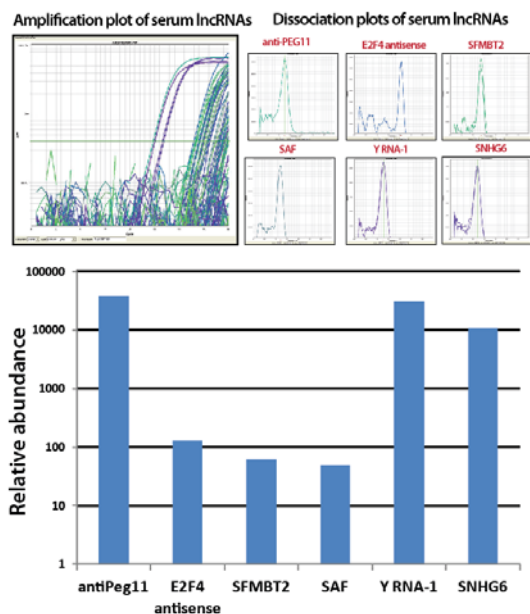 Amplification plot of serum lncRNAs
Dissociation plots of serum lncRNAs
anti-PEG11
E2F4 antisense
SFMBT2
SAF
Y RNA-1
SNHG6
Relative abundance
100000
10000
1000
100
10
1
antiPeg11
E2F4
antisense
SFMBT2
SAF
Y RNA-1
SNHG6